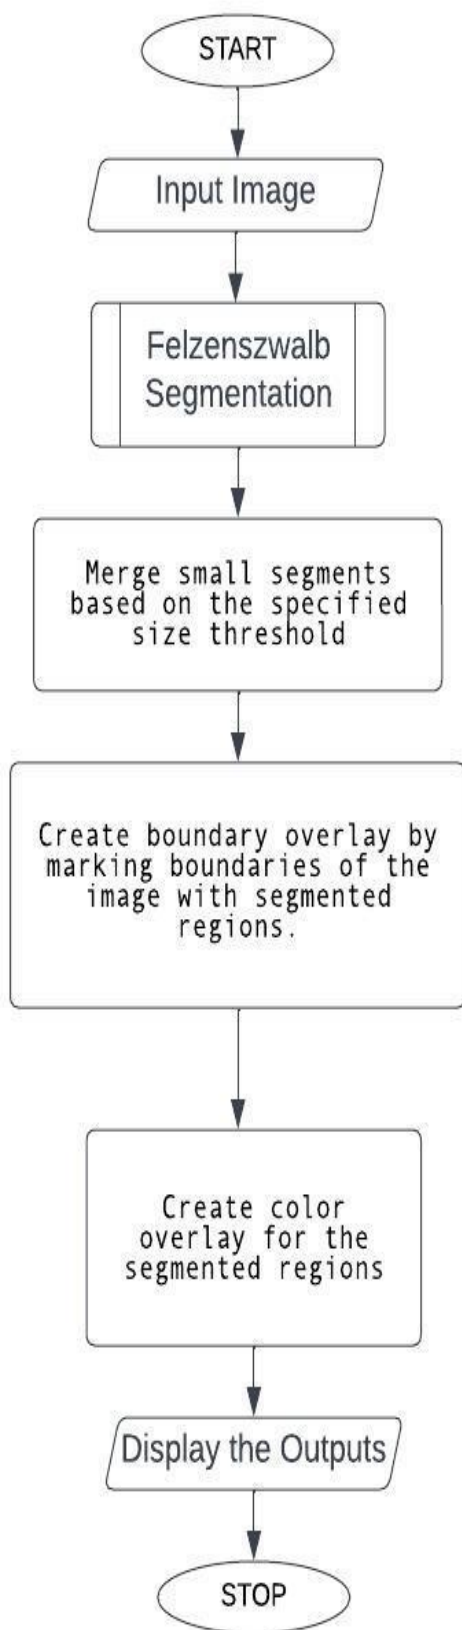 START
Input Image
Felzenszwalb
Segmentation
Merge small segments
based on the specified
size threshold
Create boundary overlay by
marking boundaries of the
image with segmented
regions.
Create color
overlay for the
segmented regions
Display the Outputs
STOP